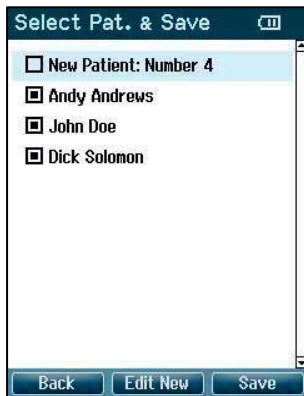 Select Pat. & Save
New Patient: Number 4
Andy Andrews
John Doe
Dick Solomon
Back Edit New Save